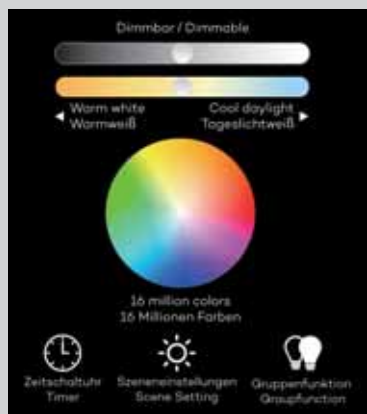 Dimmbar / Dimmable
Warm white
Warmweiß
Cool daylight
Tageslichtweiß
16 million colors
16 Millionen Farben
Zeitschaltuhr
Timer
Szeneneinstellungen
Scene Setting
Gruppenfunktion
Groupfunction